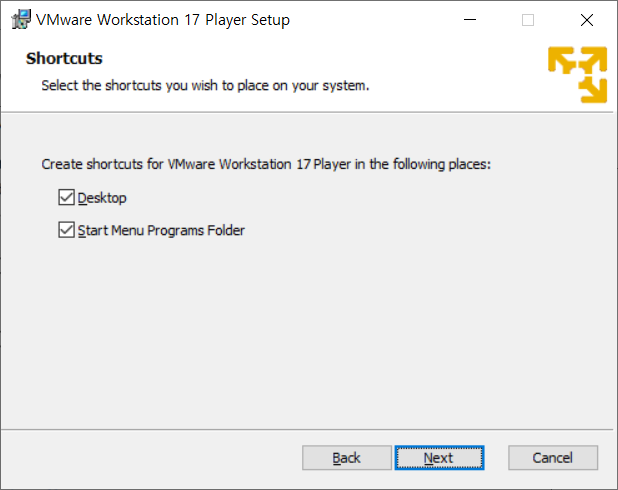 VMware Workstation 17 Player Setup
Shortcuts
Select the shortcuts you wish to place on your system.
Create shortcuts for VMware Workstation 17 Player in the following places:
Desktop
Start Menu Programs Folder
Back Next Cancel